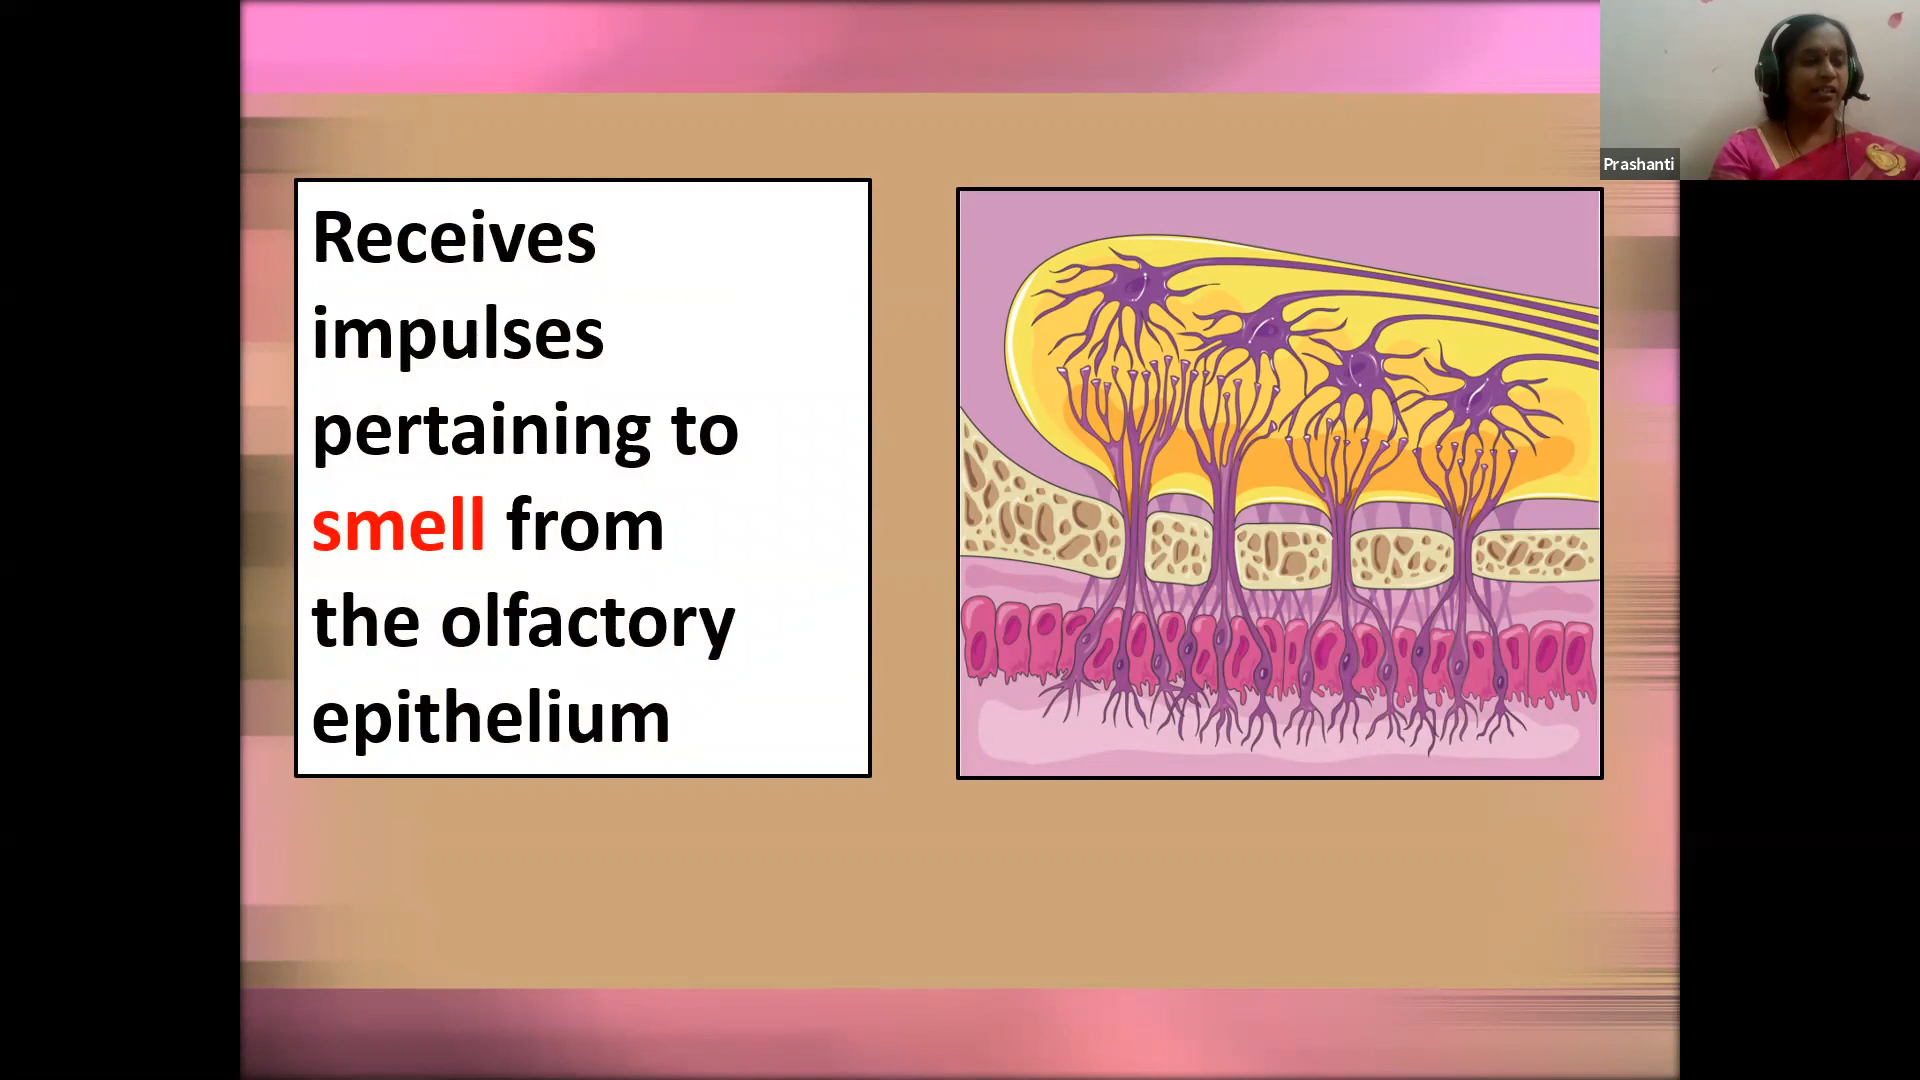 Receives
impulses
pertaining to
smell from
the olfactory
epithelium
Prashanti